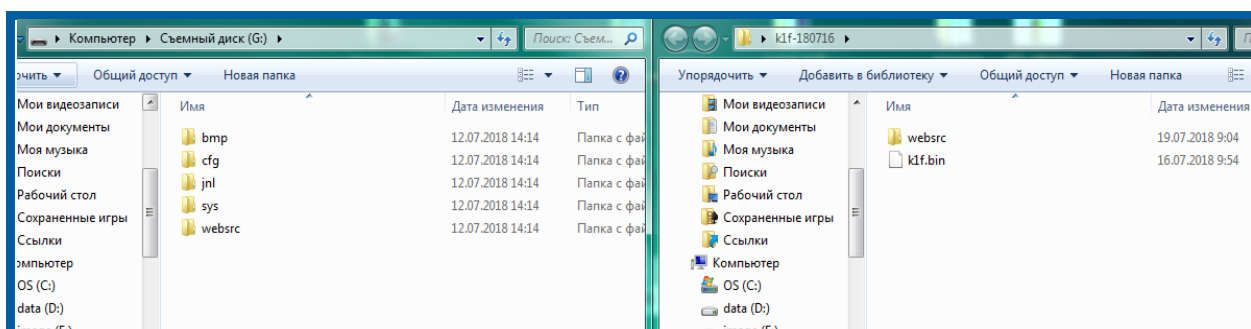 Компьютер ▸ Съемный диск (G:) ▸ Поиск: Съем...
Общий доступ Новая папка
Мои видеозаписи
Мои документы
Моя музыка
Поиски
Рабочий стол
Сохраненные игры
Ссылки
OS (C:)
data (D:)
Имя Дата изменения Тип
bmp 12.07.2018 14:14 Папка с фай
cfg 12.07.2018 14:14 Папка с фай
jnl 12.07.2018 14:14 Папка с фай
sys 12.07.2018 14:14 Папка с фай
websrc 12.07.2018 14:14 Папка с фай
k1f-180716
Упорядочить Добавить в библиотеку Общий доступ Новая папка
Мои видеозаписи
Мои документы
Моя музыка
Поиски
Рабочий стол
Сохраненные игры
Ссылки
Компьютер
OS (C:)
data (D:)
Имя Дата изменения
websrc 19.07.2018 9:04
k1f.bin 16.07.2018 9:54